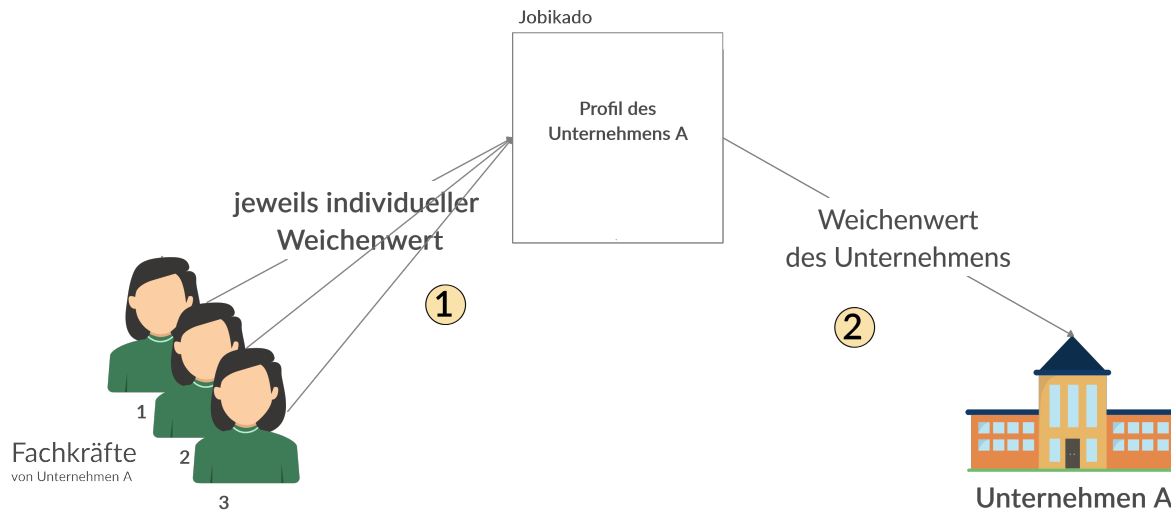 Jobikado
Profil des
Unternehmens A
jeweils individueller
Weichenwert
1
Weichenwert
des Unternehmens
2
1
2
3
Fachkräfte
von Unternehmen A
Unternehmen A